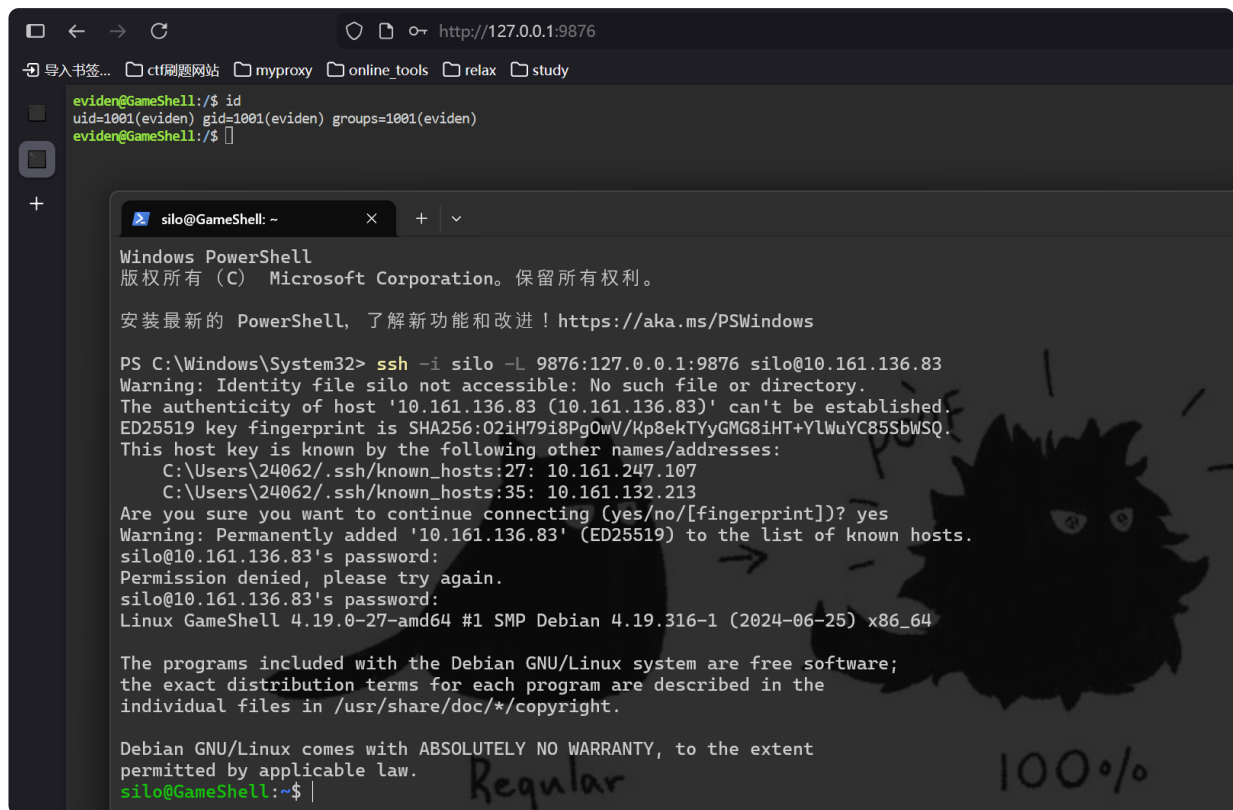 http://127.0.0.1:9876
导入书签... ctf刷题网站 myproxy online_tools relax study
eviden@GameShell:/$ id
uid=1001(eviden) gid=1001(eviden) groups=1001(eviden)
eviden@GameShell:/$
silo@GameShell: ~
Windows PowerShell
版权所有（C） Microsoft Corporation。保留所有权利。
安装最新的 PowerShell，了解新功能和改进！https://aka.ms/PSWindows
PS C:\Windows\System32> ssh -i silo -L 9876:127.0.0.1:9876 silo@10.161.136.83
Warning: Identity file silo not accessible: No such file or directory.
The authenticity of host '10.161.136.83 (10.161.136.83)' can't be established.
ED25519 key fingerprint is SHA256:O2iH79i8PgOwV/Kp8ekTYyGMG8iHT+YlWuYC85SbWSQ.
This host key is known by the following other names/addresses:
C:\Users\24062/.ssh/known_hosts:27: 10.161.247.107
C:\Users\24062/.ssh/known_hosts:35: 10.161.132.213
Are you sure you want to continue connecting (yes/no/[fingerprint])? yes
Warning: Permanently added '10.161.136.83' (ED25519) to the list of known hosts.
silo@10.161.136.83's password:
Permission denied, please try again.
silo@10.161.136.83's password:
Linux GameShell 4.19.0-27-amd64 #1 SMP Debian 4.19.316-1 (2024-06-25) x86_64
The programs included with the Debian GNU/Linux system are free software;
the exact distribution terms for each program are described in the
individual files in /usr/share/doc/*/copyright.
Debian GNU/Linux comes with ABSOLUTELY NO WARRANTY, to the extent
permitted by applicable law.
silo@GameShell:~$
poof
Regular
100%